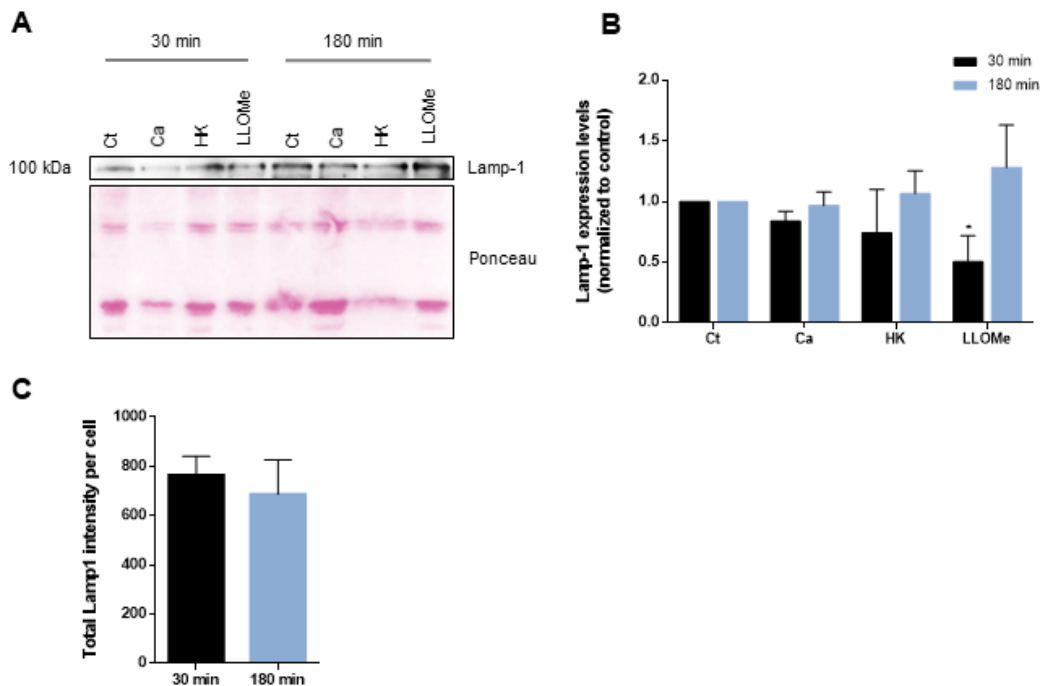 A
30 min
180 min
Ct
Ca
HK
LLOMe
Ct
Ca
HK
LLOMe
100 kDa
Lamp-1
Ponceau
B
30 min
180 min
Lamp-1 expression levels
(normalized to control)
2.0
1.5
1.0
0.5
0.0
*
Ct
Ca
HK
LLOMe
C
Total Lamp1 intensity per cell
1000
800
600
400
200
0
30 min
180 min